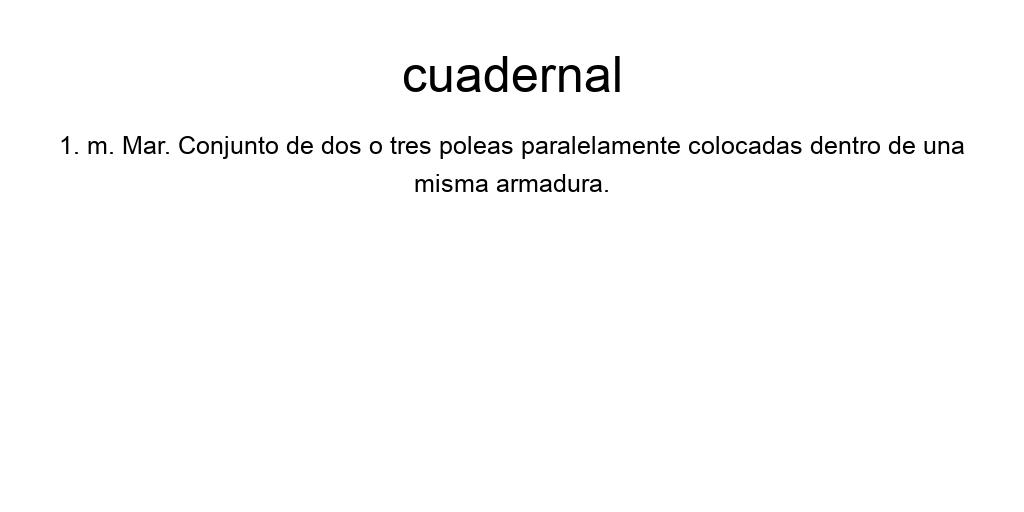 cuadernal
1. m. Mar. Conjunto de dos o tres poleas paralelamente colocadas dentro de una
misma armadura.